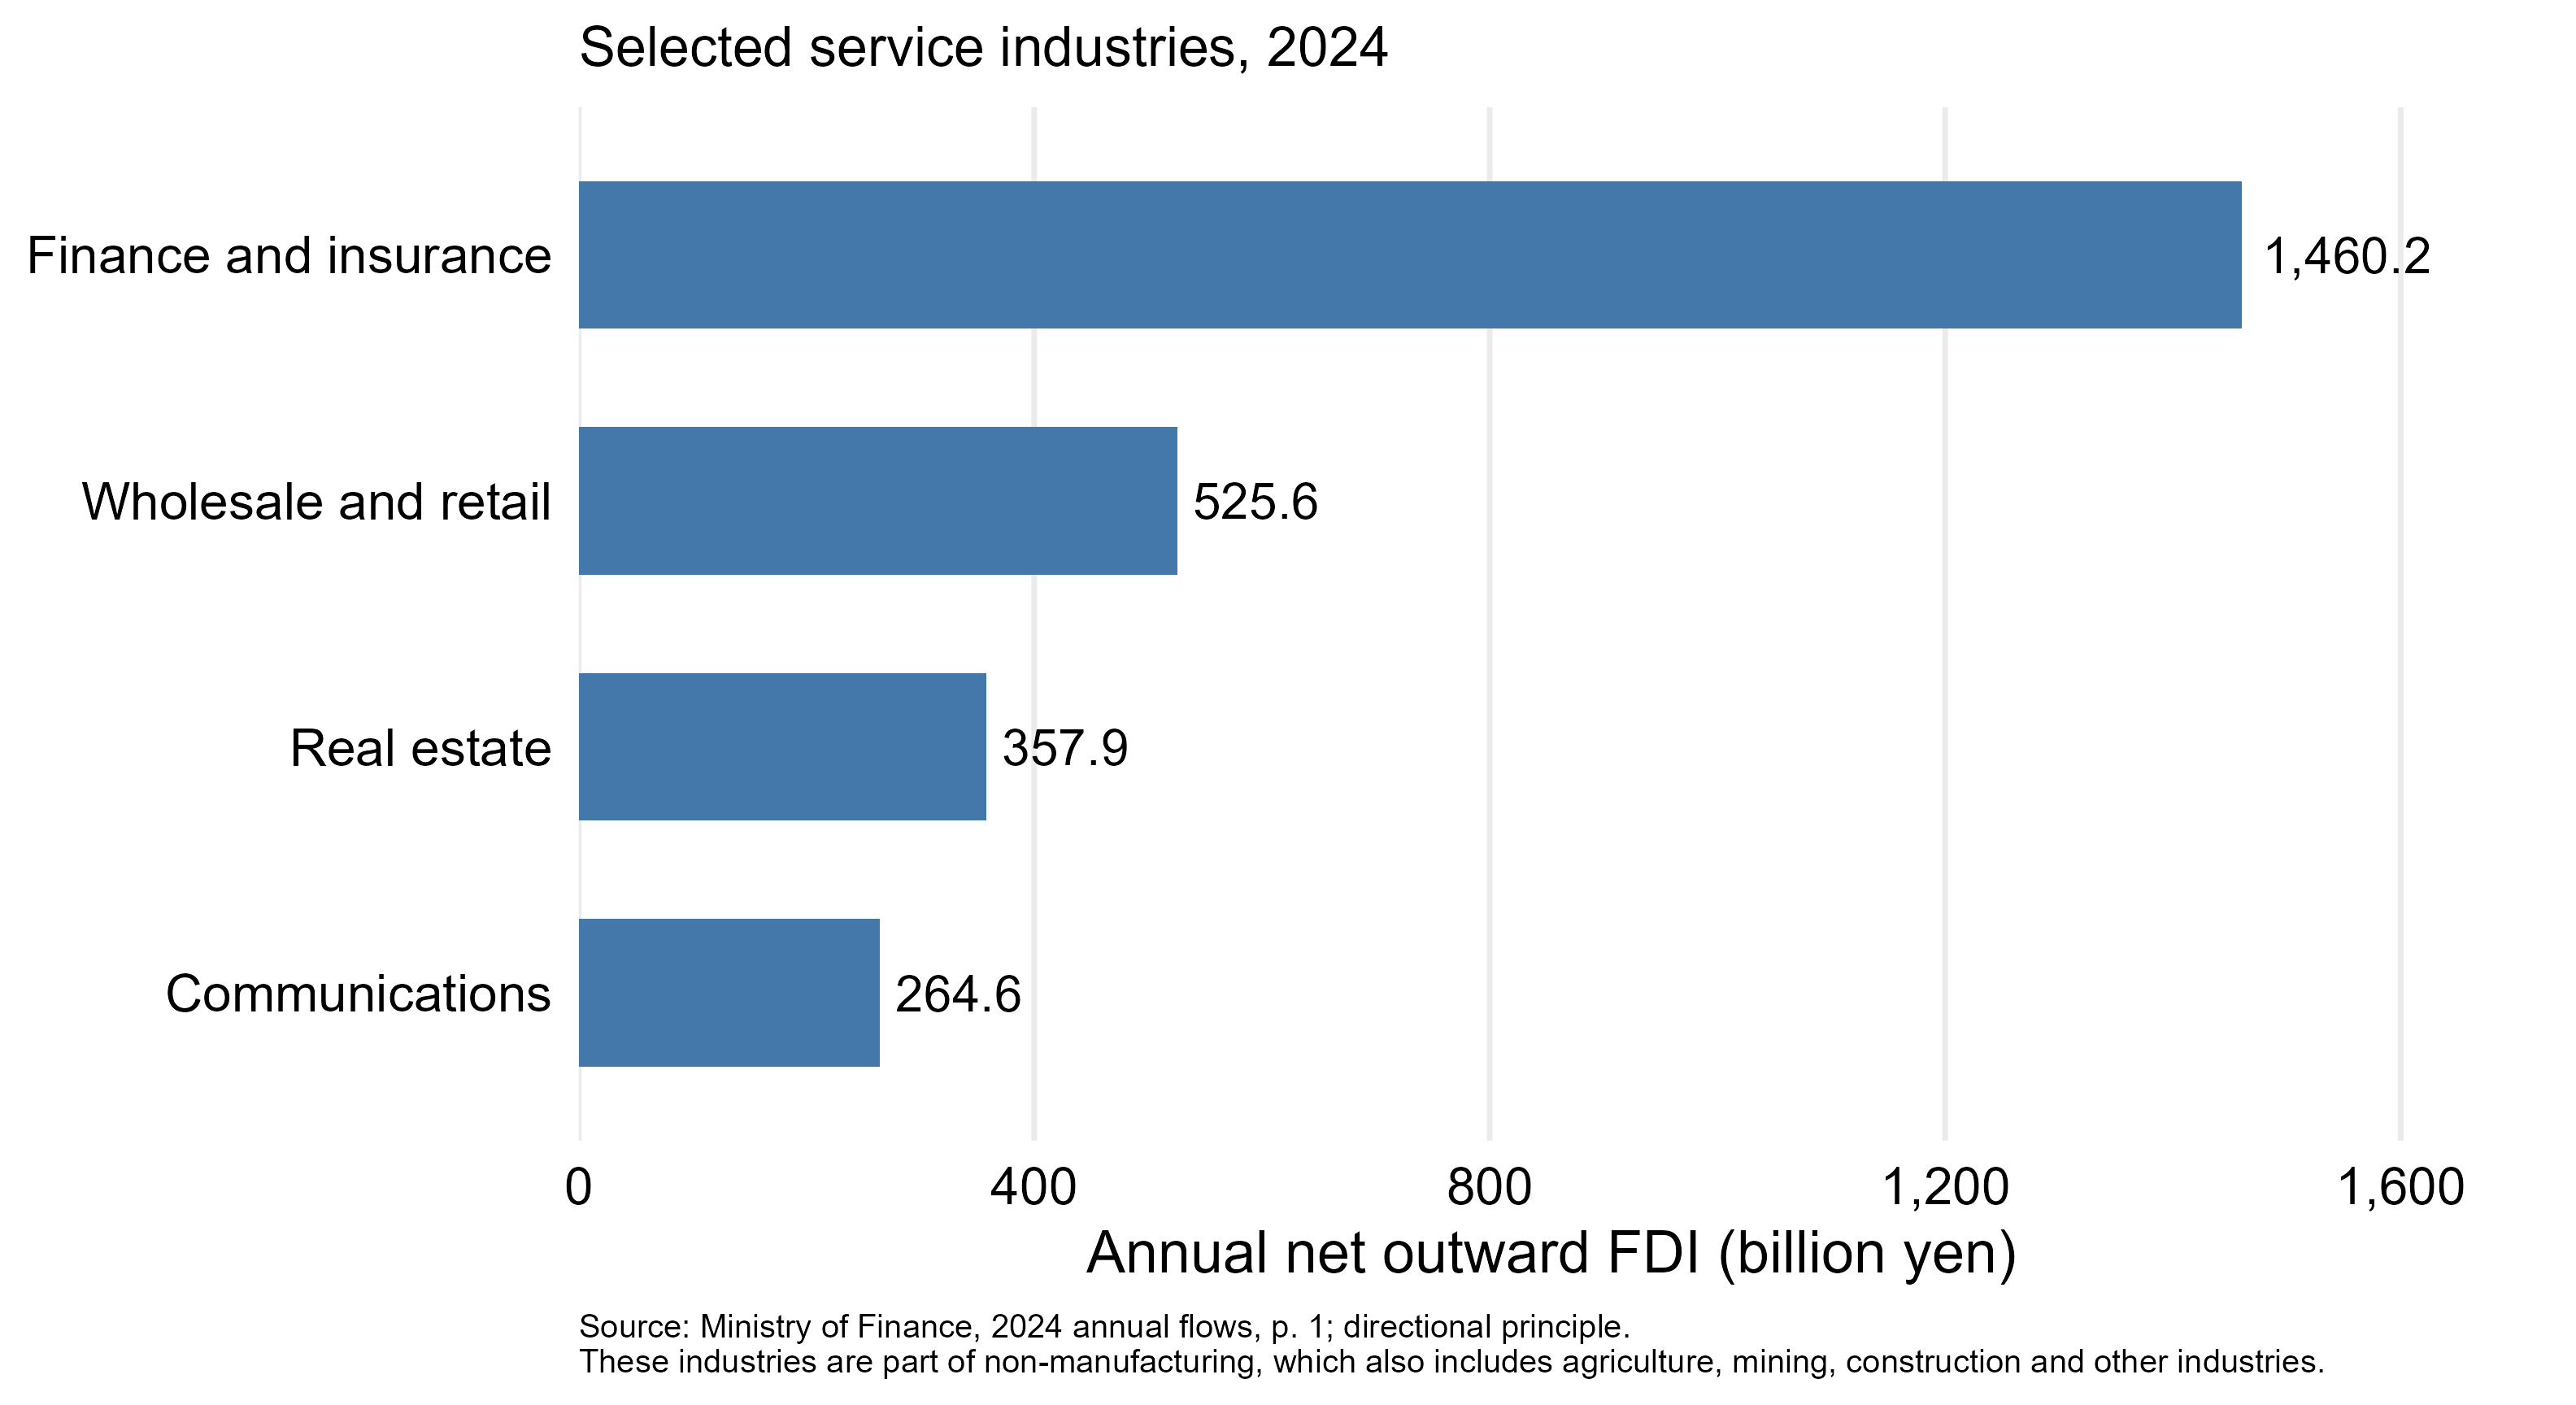 Selected service industries, 2024
Finance and insurance
1,460.2
Wholesale and retail
525.6
Real estate
357.9
Communications
264.6
0 400 800 1,200 1,600
Annual net outward FDI (billion yen)
Source: Ministry of Finance, 2024 annual flows, p. 1; directional principle.
These industries are part of non-manufacturing, which also includes agriculture, mining, construction and other industries.